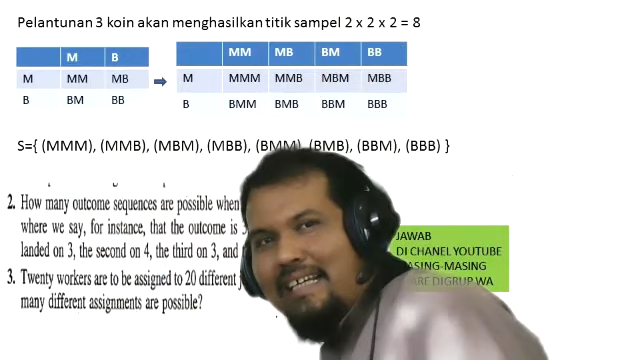 Pelantunan 3 koin akan menghasilkan titik sampel 2 x 2 x 2 = 8
M B
M MM MB
B BM BB
MM MB BM BB
M MMM MMB MBM MBB
B BMM BMB BBM BBB
S={ (MMM), (MMB), (MBM), (MBB), (BMM), (BMB), (BBM), (BBB) }
2. How many outcome sequences are possible when
where we say, for instance, that the outcome is 3
landed on 3, the second on 4, the third on 3, and
3. Twenty workers are to be assigned to 20 different
many different assignments are possible?
JAWAB
DI CHANEL YOUTUBE
MASING-MASING
DIGRUP WA